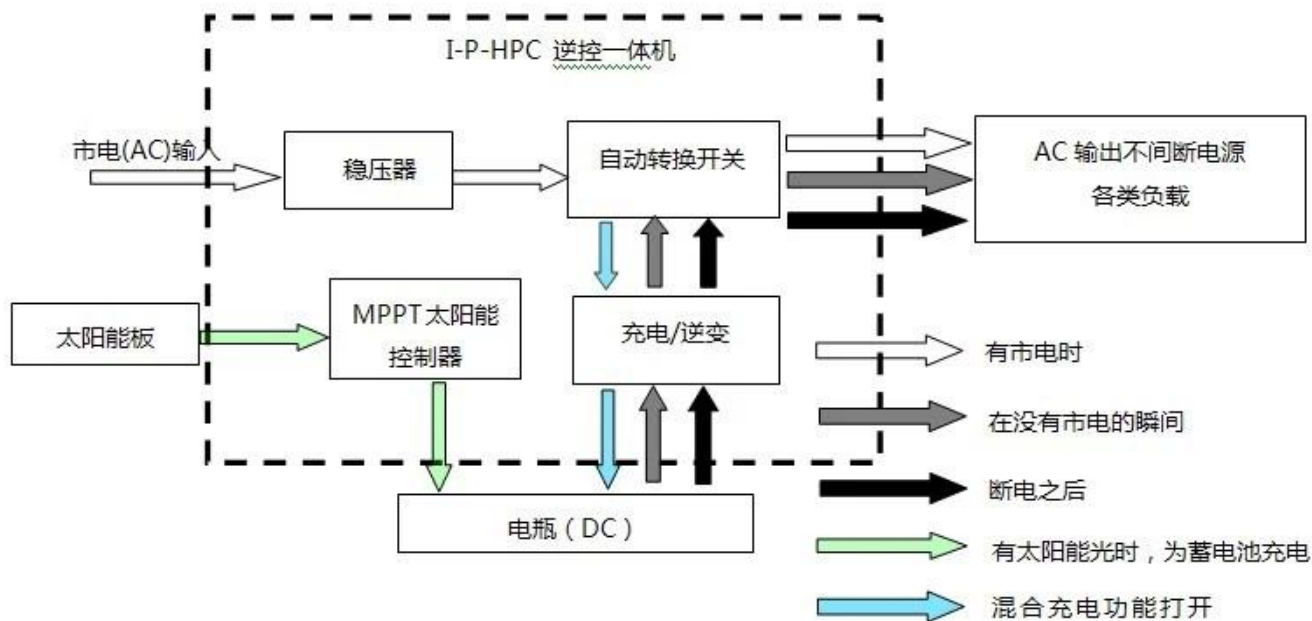 I-P-HPC 逆控一体机
市电(AC)输入
稳压器
自动转换开关
AC 输出不间断电源
各类负载
太阳能板
MPPT 太阳能
控制器
充电/逆变
有市电时
在没有市电的瞬间
电瓶（DC）
断电之后
有太阳能光时，为蓄电池充电
混合充电功能打开